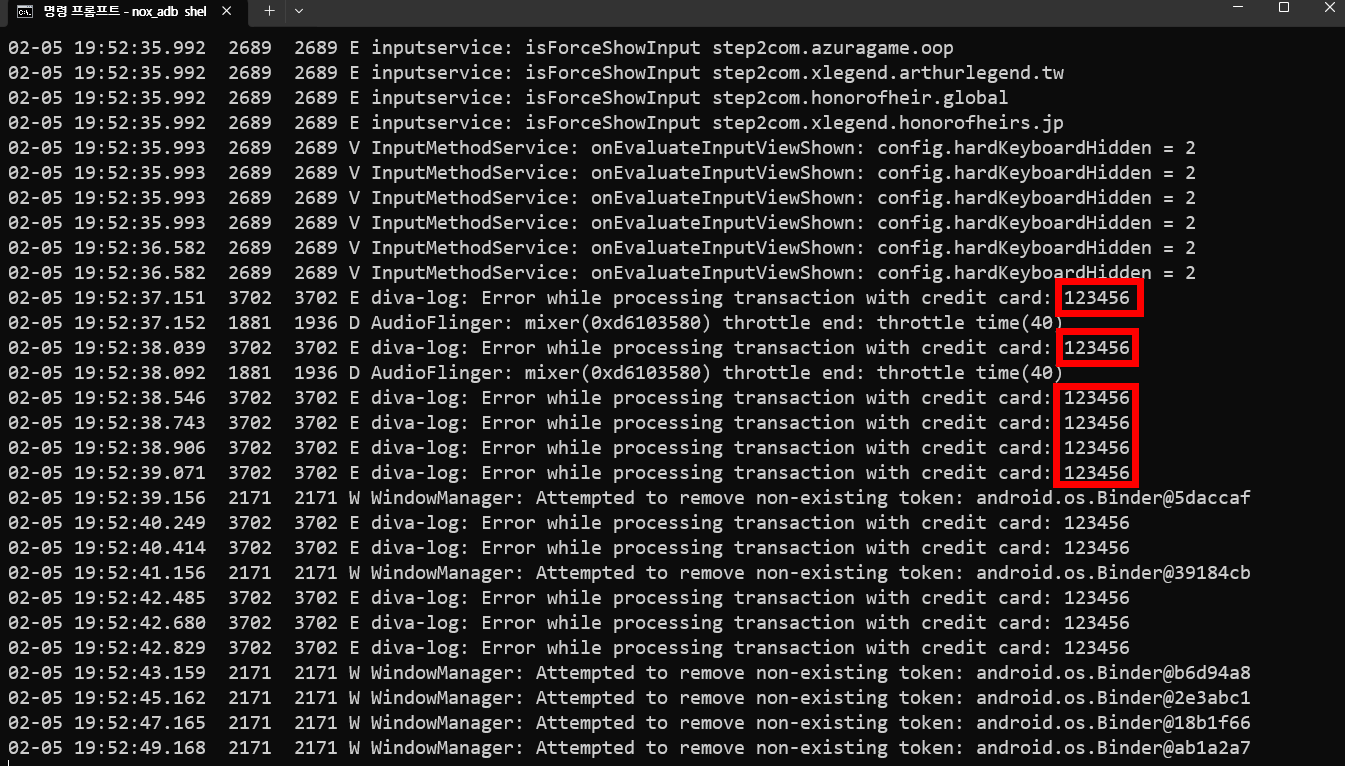 명령 프롬프트 - nox_adb shel
02-05 19:52:35.992 2689 2689 E inputservice: isForceShowInput step2com.azuragame.oop
02-05 19:52:35.992 2689 2689 E inputservice: isForceShowInput step2com.xlegend.arthurlegend.tw
02-05 19:52:35.992 2689 2689 E inputservice: isForceShowInput step2com.honorofheir.global
02-05 19:52:35.992 2689 2689 E inputservice: isForceShowInput step2com.xlegend.honorofheirs.jp
02-05 19:52:35.993 2689 2689 V InputMethodService: onEvaluateInputViewShown: config.hardKeyboardHidden = 2
02-05 19:52:35.993 2689 2689 V InputMethodService: onEvaluateInputViewShown: config.hardKeyboardHidden = 2
02-05 19:52:35.993 2689 2689 V InputMethodService: onEvaluateInputViewShown: config.hardKeyboardHidden = 2
02-05 19:52:35.993 2689 2689 V InputMethodService: onEvaluateInputViewShown: config.hardKeyboardHidden = 2
02-05 19:52:36.582 2689 2689 V InputMethodService: onEvaluateInputViewShown: config.hardKeyboardHidden = 2
02-05 19:52:36.582 2689 2689 V InputMethodService: onEvaluateInputViewShown: config.hardKeyboardHidden = 2
02-05 19:52:37.151 3702 3702 E diva-log: Error while processing transaction with credit card: 123456
02-05 19:52:37.152 1881 1936 D AudioFlinger: mixer(0xd6103580) throttle end: throttle time(40)
02-05 19:52:38.039 3702 3702 E diva-log: Error while processing transaction with credit card: 123456
02-05 19:52:38.092 1881 1936 D AudioFlinger: mixer(0xd6103580) throttle end: throttle time(40)
02-05 19:52:38.546 3702 3702 E diva-log: Error while processing transaction with credit card: 123456
02-05 19:52:38.743 3702 3702 E diva-log: Error while processing transaction with credit card: 123456
02-05 19:52:38.906 3702 3702 E diva-log: Error while processing transaction with credit card: 123456
02-05 19:52:39.071 3702 3702 E diva-log: Error while processing transaction with credit card: 123456
02-05 19:52:39.156 2171 2171 W WindowManager: Attempted to remove non-existing token: android.os.Binder@5daccaf
02-05 19:52:40.249 3702 3702 E diva-log: Error while processing transaction with credit card: 123456
02-05 19:52:40.414 3702 3702 E diva-log: Error while processing transaction with credit card: 123456
02-05 19:52:41.156 2171 2171 W WindowManager: Attempted to remove non-existing token: android.os.Binder@39184cb
02-05 19:52:42.485 3702 3702 E diva-log: Error while processing transaction with credit card: 123456
02-05 19:52:42.680 3702 3702 E diva-log: Error while processing transaction with credit card: 123456
02-05 19:52:42.829 3702 3702 E diva-log: Error while processing transaction with credit card: 123456
02-05 19:52:43.159 2171 2171 W WindowManager: Attempted to remove non-existing token: android.os.Binder@b6d94a8
02-05 19:52:45.162 2171 2171 W WindowManager: Attempted to remove non-existing token: android.os.Binder@2e3abc1
02-05 19:52:47.165 2171 2171 W WindowManager: Attempted to remove non-existing token: android.os.Binder@18b1f66
02-05 19:52:49.168 2171 2171 W WindowManager: Attempted to remove non-existing token: android.os.Binder@ab1a2a7